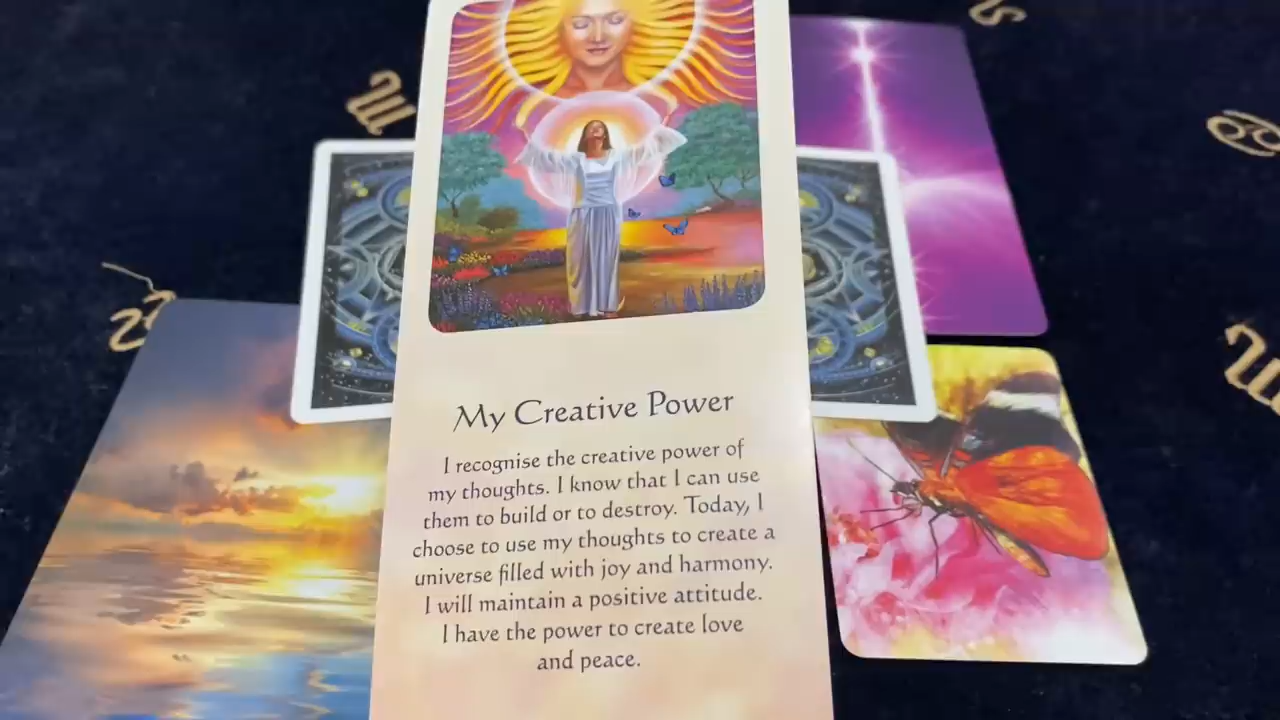 My Creative Power
I recognise the creative power of
my thoughts. I know that I can use
them to build or to destroy. Today, I
choose to use my thoughts to create a
universe filled with joy and harmony.
I will maintain a positive attitude.
I have the power to create love
and peace.